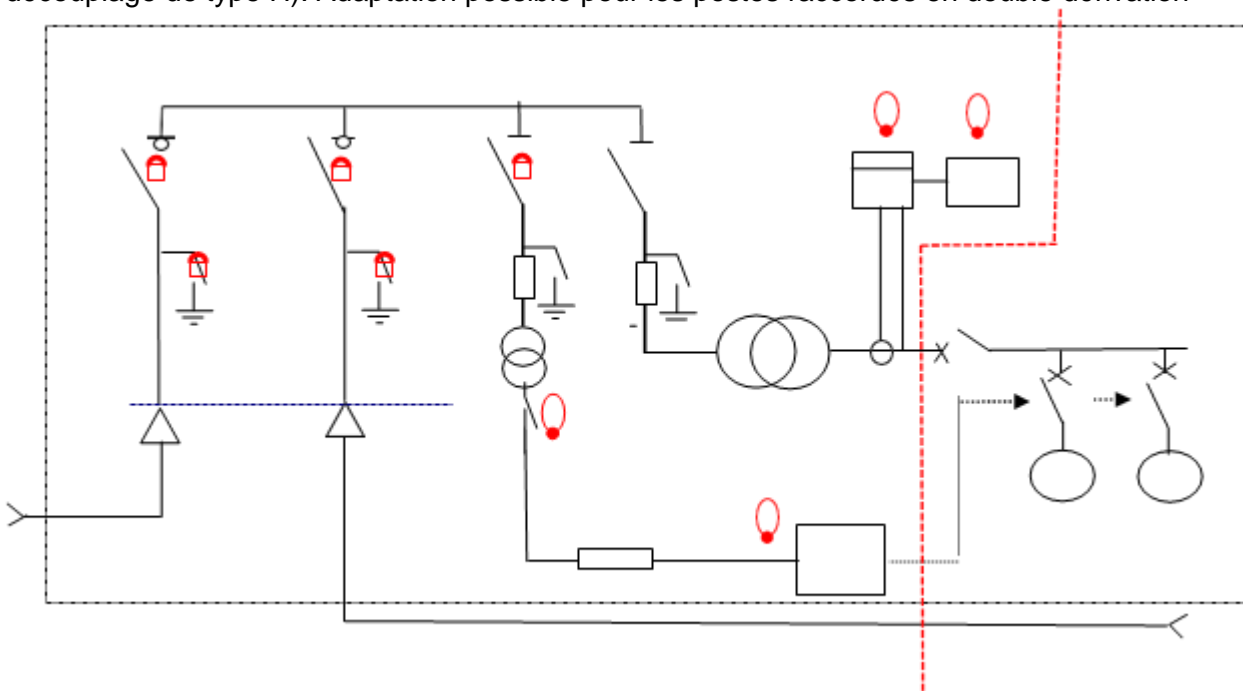 découplage de type H). Adaptation possible pour les postes raccordés en double dérivation